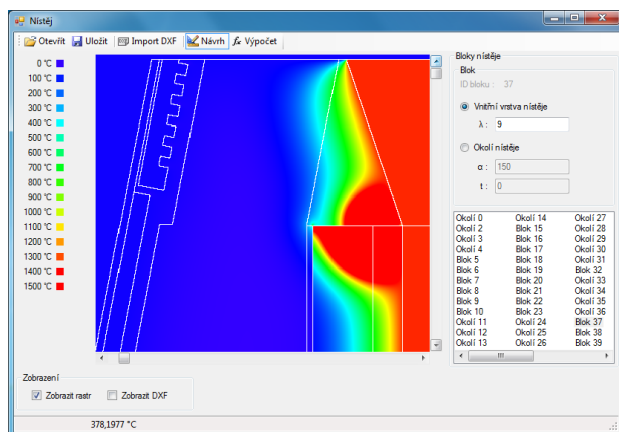 Nístěj
Otevřít Uložit Import DXF Návrh fx Výpočet
0 °C
100 °C
200 °C
300 °C
400 °C
500 °C
600 °C
700 °C
800 °C
900 °C
1000 °C
1100 °C
1200 °C
1300 °C
1400 °C
1500 °C
Bloky nístěje
Blok
ID bloku : 37
Vnitřní vrstva nístěje
λ : 9
Okolí nístěje
α : 150
t : 0
Okolí 0 Okolí 14 Okolí 27
Okolí 2 Blok 15 Okolí 28
Okolí 3 Blok 16 Okolí 29
Okolí 4 Blok 17 Okolí 30
Blok 5 Blok 18 Okolí 31
Blok 6 Blok 19 Blok 32
Blok 7 Blok 20 Okolí 33
Blok 8 Blok 21 Okolí 34
Blok 9 Blok 22 Okolí 35
Blok 10 Blok 23 Okolí 36
Okolí 11 Okolí 24 Blok 37
Okolí 12 Okolí 25 Blok 38
Okolí 13 Okolí 26 Blok 39
Zobrazení
Zobrazit rastr Zobrazit DXF
378,1977 °C